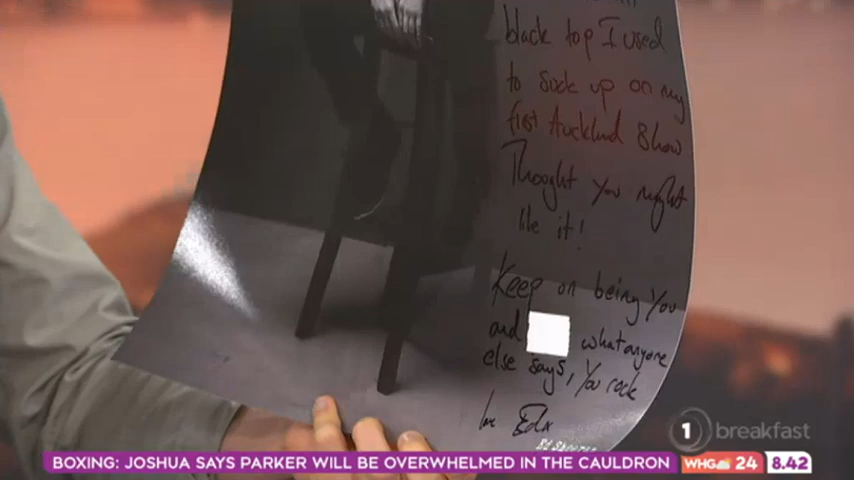 black top I used
to suck up on my
first Auckland Show
Thought you might
like it!
Keep on being you
and what anyone
else says, you rock
love Edx
1 breakfast
BOXING: JOSHUA SAYS PARKER WILL BE OVERWHELMED IN THE CAULDRON
WHG 24 8.42